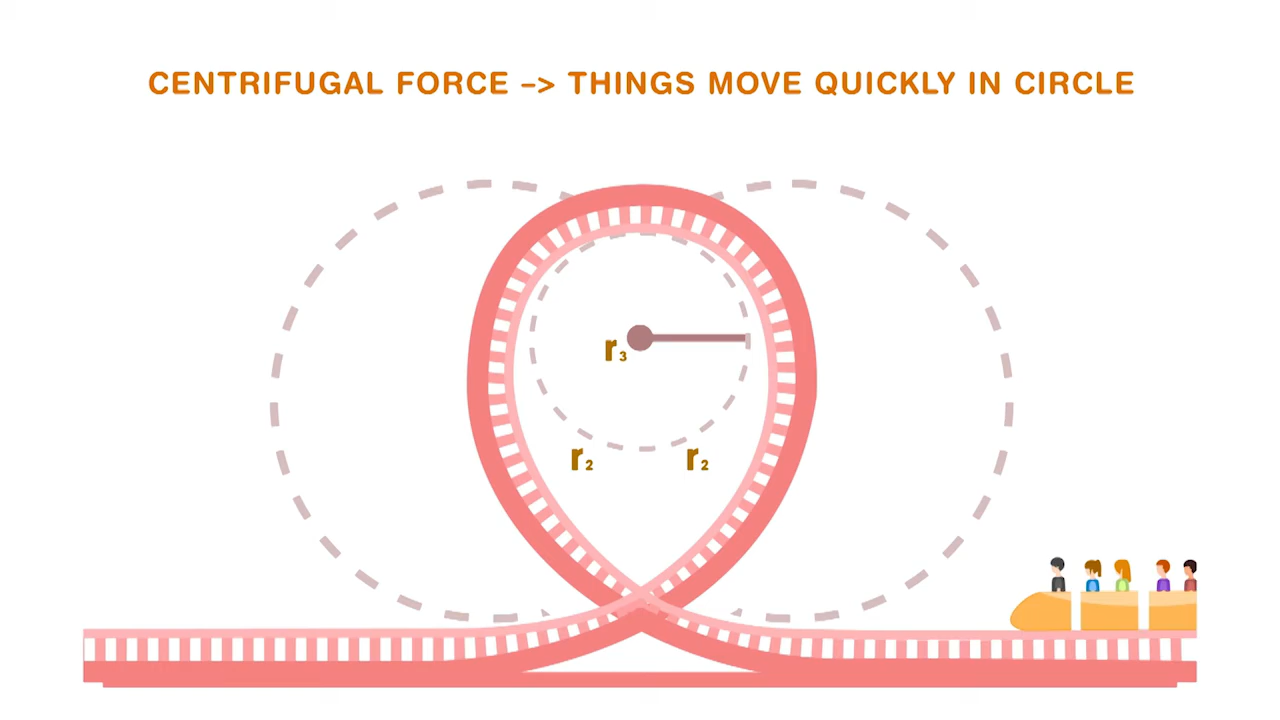 CENTRIFUGAL FORCE –> THINGS MOVE QUICKLY IN CIRCLE
r₃
r₂ r₂